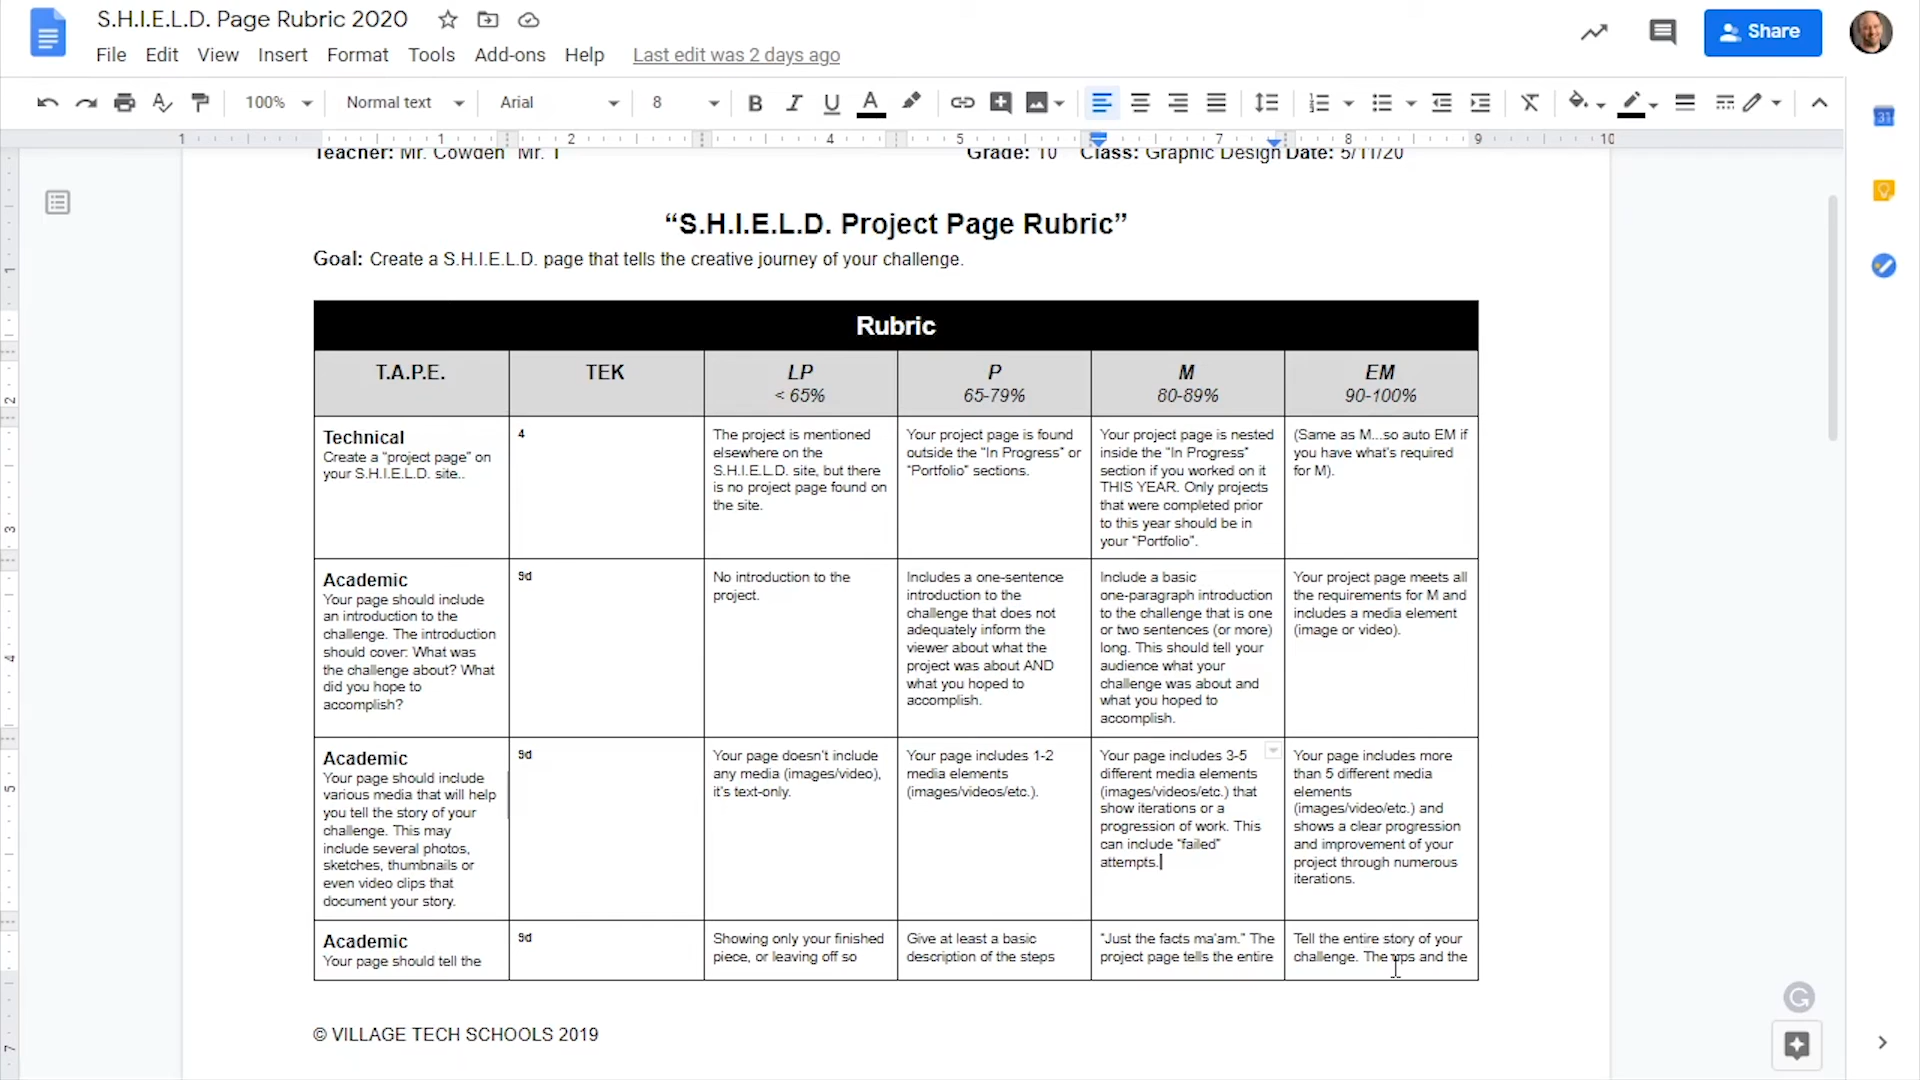 S.H.I.E.L.D. Page Rubric 2020
File Edit View Insert Format Tools Add-ons Help Last edit was 2 days ago
Share
100% Normal text Arial 8 B I U A
1 1 2 4 5 7 8 9 10
Teacher: Mr. Cowden Mr. T Grade: 10 Class: Graphic Design Date: 5/11/20
“S.H.I.E.L.D. Project Page Rubric”
Goal: Create a S.H.I.E.L.D. page that tells the creative journey of your challenge.
Rubric
T.A.P.E.
TEK
LP
< 65%
P
65-79%
M
80-89%
EM
90-100%
Technical
Create a “project page” on
your S.H.I.E.L.D. site..
4
The project is mentioned
elsewhere on the
S.H.I.E.L.D. site, but there
is no project page found on
the site.
Your project page is found
outside the “In Progress” or
“Portfolio” sections.
Your project page is nested
inside the “In Progress”
section if you worked on it
THIS YEAR. Only projects
that were completed prior
to this year should be in
your “Portfolio”.
(Same as M...so auto EM if
you have what’s required
for M).
Academic
Your page should include
an introduction to the
challenge. The introduction
should cover: What was
the challenge about? What
did you hope to
accomplish?
9d
No introduction to the
project.
Includes a one-sentence
introduction to the
challenge that does not
adequately inform the
viewer about what the
project was about AND
what you hoped to
accomplish.
Include a basic
one-paragraph introduction
to the challenge that is one
or two sentences (or more)
long. This should tell your
audience what your
challenge was about and
what you hoped to
accomplish.
Your project page meets all
the requirements for M and
includes a media element
(image or video).
Academic
Your page should include
various media that will help
you tell the story of your
challenge. This may
include several photos,
sketches, thumbnails or
even video clips that
document your story.
9d
Your page doesn’t include
any media (images/video),
it’s text-only.
Your page includes 1-2
media elements
(images/videos/etc.).
Your page includes 3-5
different media elements
(images/videos/etc.) that
show iterations or a
progression of work. This
can include “failed”
attempts.
Your page includes more
than 5 different media
elements
(images/video/etc.) and
shows a clear progression
and improvement of your
project through numerous
iterations.
Academic
Your page should tell the
9d
Showing only your finished
piece, or leaving off so
Give at least a basic
description of the steps
“Just the facts ma’am.” The
project page tells the entire
Tell the entire story of your
challenge. The ups and the
© VILLAGE TECH SCHOOLS 2019
1
2
3
4
5
7
31